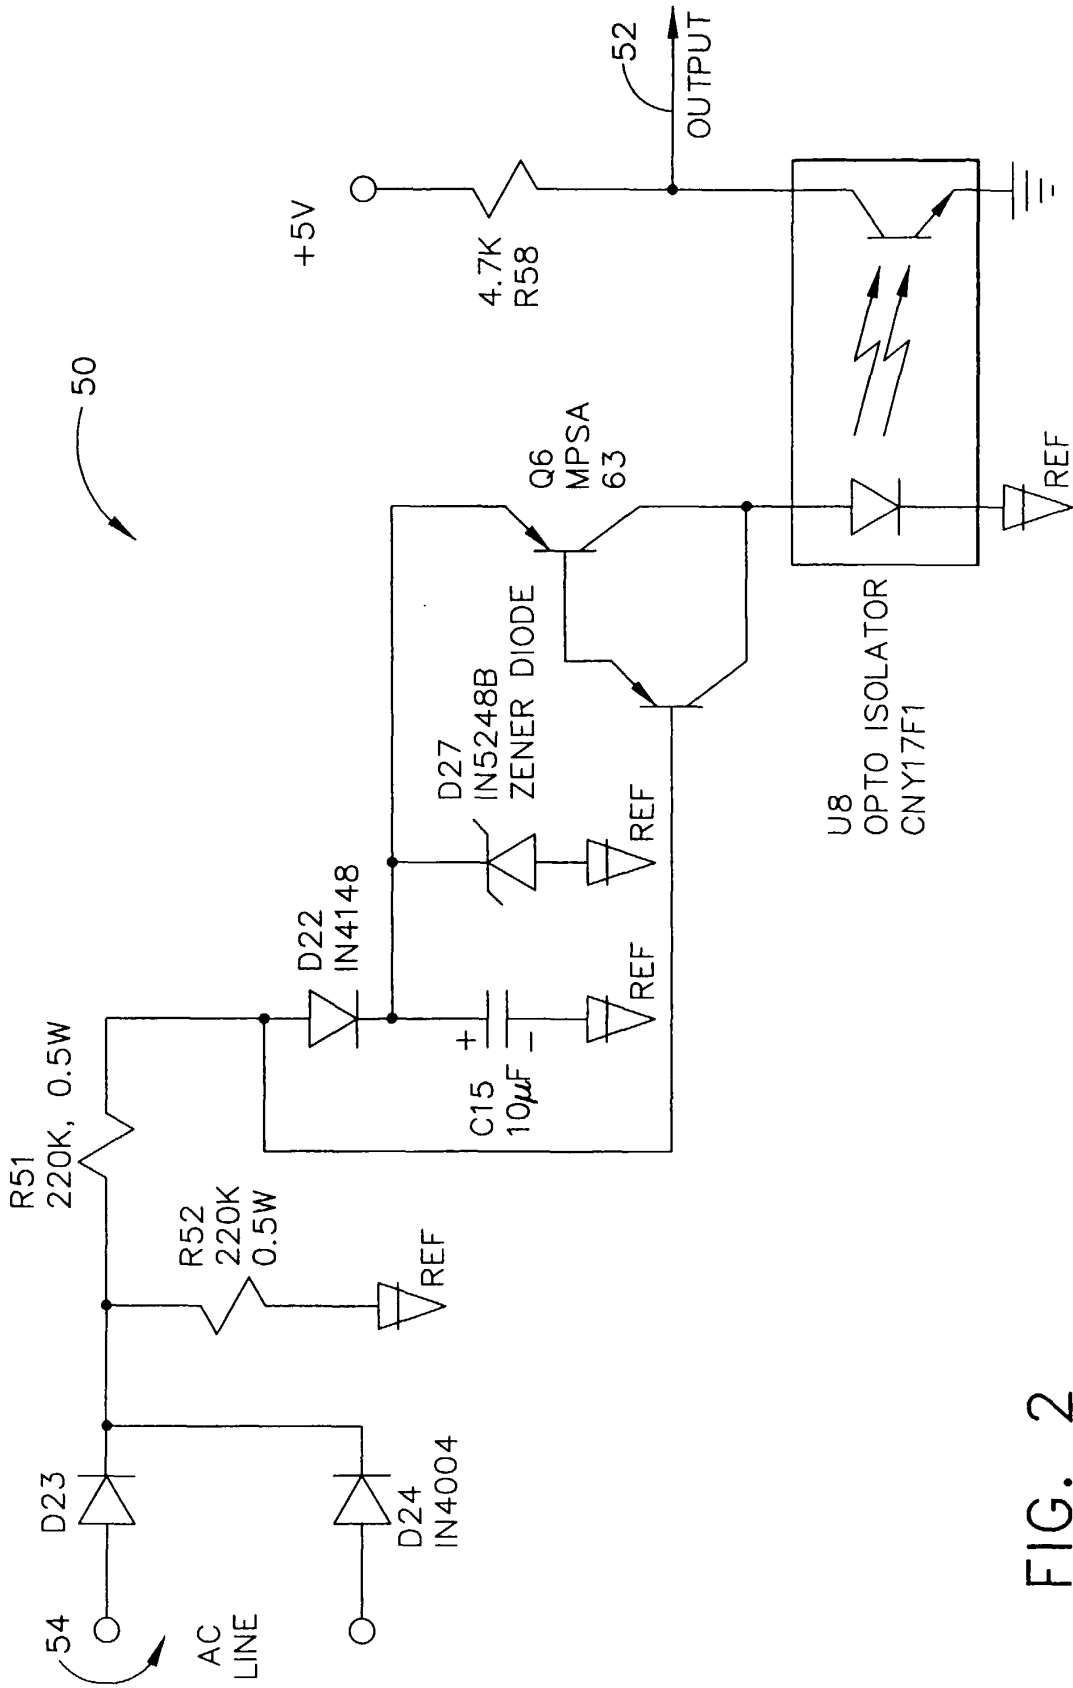 50
54
AC
LINE
D23
D24
IN4004
R51
220K, 0.5W
R52
220K
0.5W
REF
D22
IN4148
C15
10µF
+
−
REF
D27
IN5248B
ZENER DIODE
REF
Q6
MPSA
63
+5V
4.7K
R58
52
OUTPUT
U8
OPTO ISOLATOR
CNY17F1
REF
FIG. 2